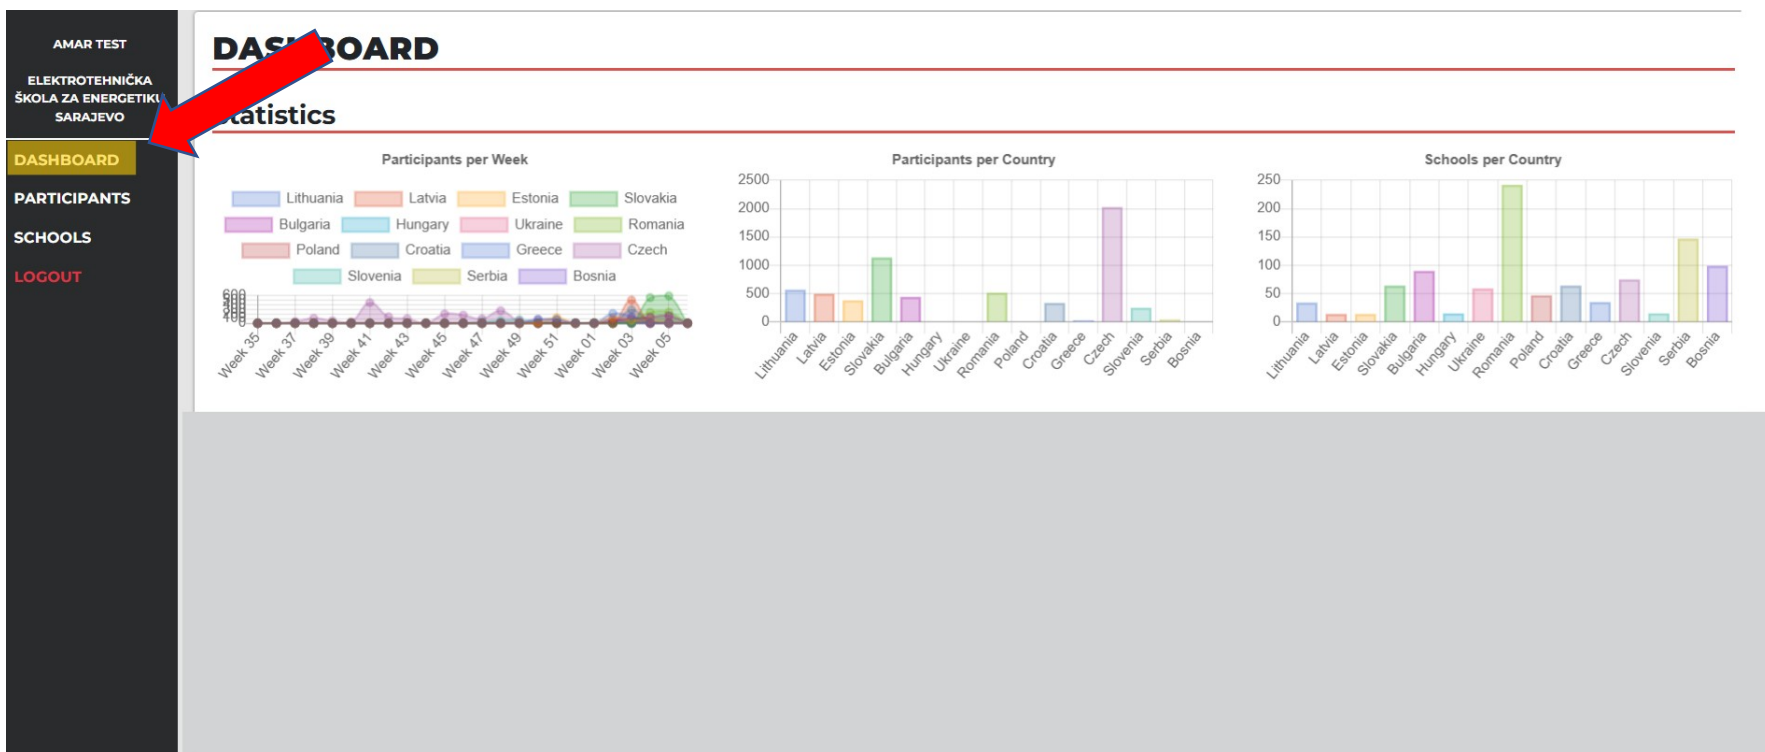 AMAR TEST
ELEKTROTEHNIČKA
ŠKOLA ZA ENERGETIKU
SARAJEVO
DASHBOARD
PARTICIPANTS
SCHOOLS
LOGOUT
DASHBOARD
Statistics
Participants per Week
Lithuania Latvia Estonia Slovakia
Bulgaria Hungary Ukraine Romania
Poland Croatia Greece Czech
Slovenia Serbia Bosnia
600
0
Week 35 Week 37 Week 39 Week 41 Week 43 Week 45 Week 47 Week 49 Week 51 Week 01 Week 03 Week 05
Participants per Country
2500
2000
1500
1000
500
0
Lithuania Latvia Estonia Slovakia Bulgaria Hungary Ukraine Romania Poland Croatia Greece Czech Slovenia Serbia Bosnia
Schools per Country
250
200
150
100
50
0
Lithuania Latvia Estonia Slovakia Bulgaria Hungary Ukraine Romania Poland Croatia Greece Czech Slovenia Serbia Bosnia